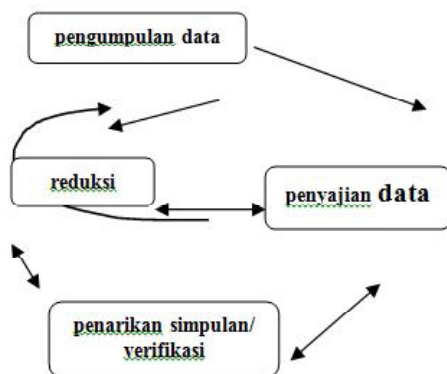 pengumpulan data
reduksi
penyajian data
penarikan simpulan/
verifikasi